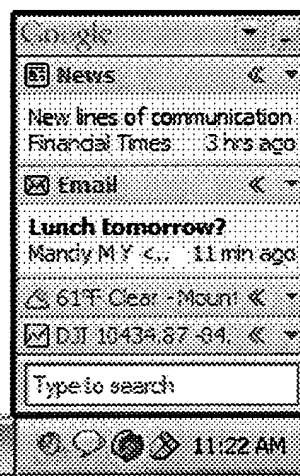 Google
News
New lines of communication
Financial Times 3 hrs ago
Email
Lunch tomorrow?
Mandy M Y <.. 11 min ago
61°F Clear - Mount
DJI 10434.87 -84.
Type to search
11:22 AM